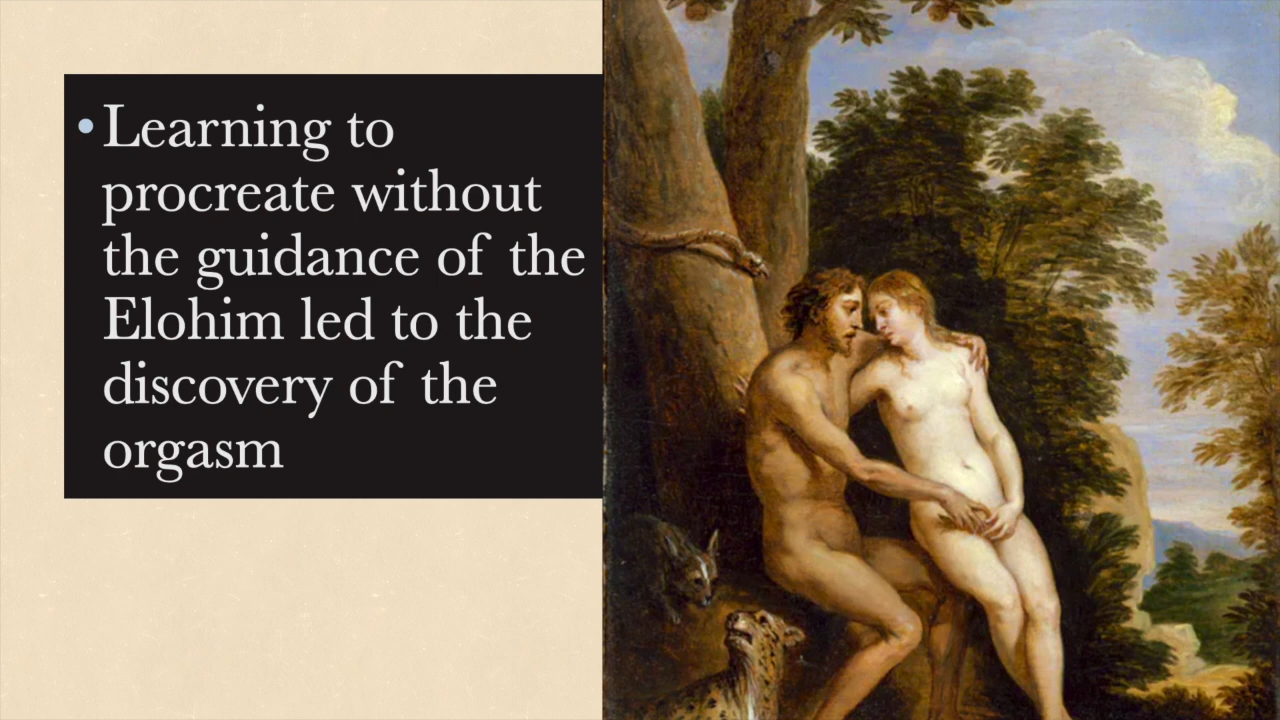 • Learning to
procreate without
the guidance of the
Elohim led to the
discovery of the
orgasm